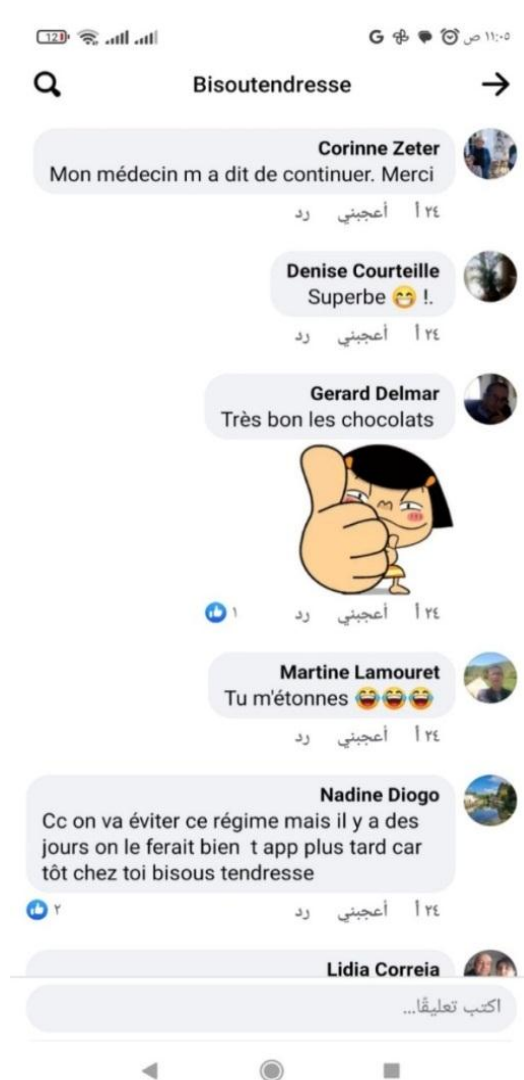 ١١:٠٥ ص
12
Bisoutendresse
Corinne Zeter
Mon médecin m a dit de continuer. Merci
٢٤ أ أعجبني رد
Denise Courteille
Superbe 😁 !.
٢٤ أ أعجبني رد
Gerard Delmar
Très bon les chocolats
٢٤ أ أعجبني رد ١
Martine Lamouret
Tu m'étonnes 😂😂😂
٢٤ أ أعجبني رد
Nadine Diogo
Cc on va éviter ce régime mais il y a des
jours on le ferait bien t app plus tard car
tôt chez toi bisous tendresse
٢٤ أ أعجبني رد ٢
Lidia Correia
اكتب تعليقًا...